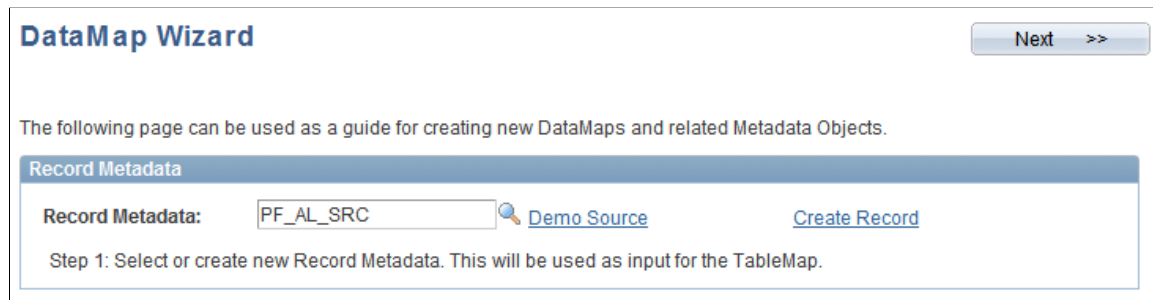 DataMap Wizard
Next >>
The following page can be used as a guide for creating new DataMaps and related Metadata Objects.
Record Metadata
Record Metadata: PF_AL_SRC Demo Source Create Record
Step 1: Select or create new Record Metadata. This will be used as input for the TableMap.